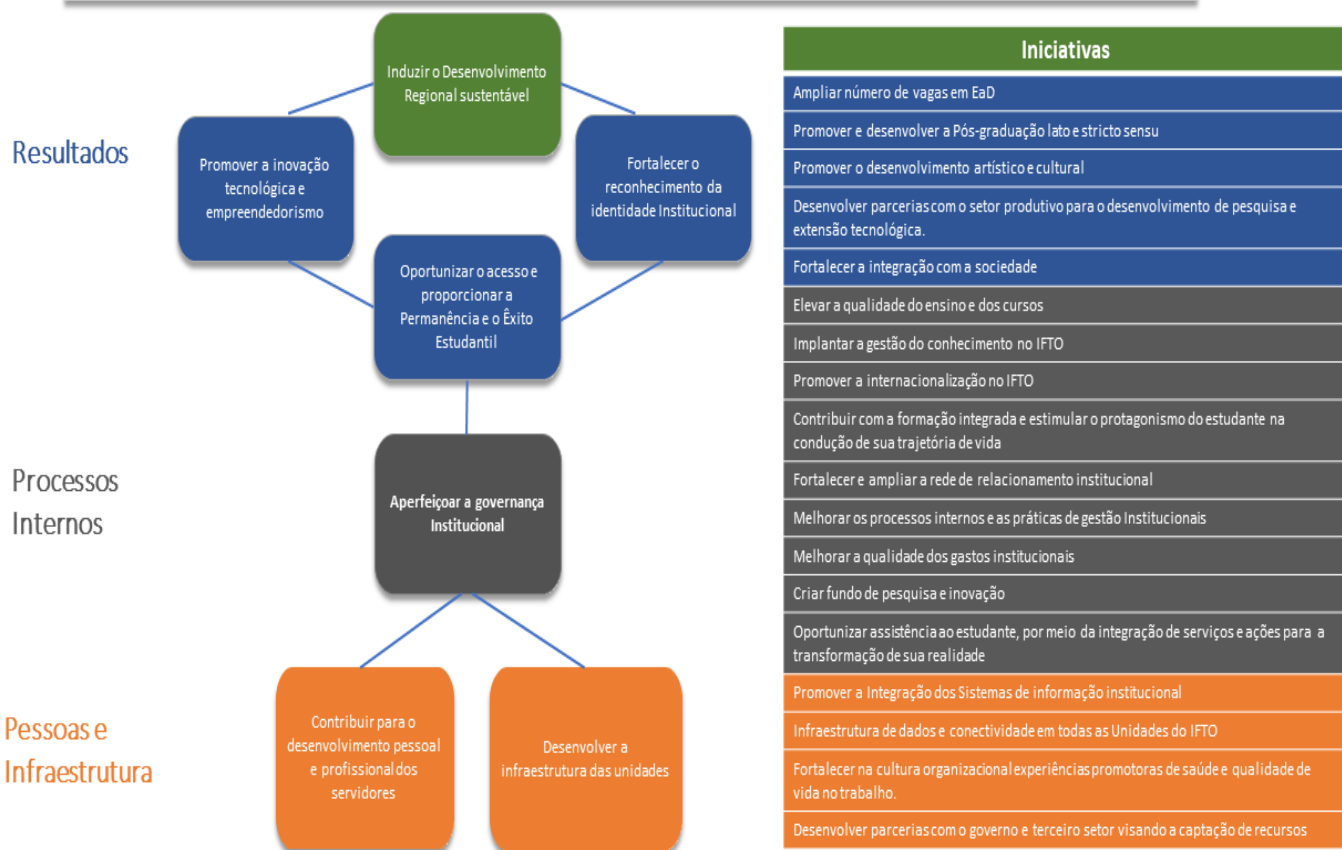 Resultados
Induzir o Desenvolvimento
Regional sustentável
Promover a inovação
tecnológica e
empreendedorismo
Fortalecer o
reconhecimento da
identidade Institucional
Oportunizar o acesso e
proporcionar a
Permanência e o Êxito
Estudantil
Processos
Internos
Aperfeiçoar a governança
Institucional
Pessoas e
Infraestrutura
Contribuir para o
desenvolvimento pessoal
e profissional dos
servidores
Desenvolver a
infraestrutura das unidades
Iniciativas
Ampliar número de vagas em EaD
Promover e desenvolver a Pós-graduação lato e stricto sensu
Promover o desenvolvimento artístico e cultural
Desenvolver parcerias com o setor produtivo para o desenvolvimento de pesquisa e
extensão tecnológica.
Fortalecer a integração com a sociedade
Elevar a qualidade do ensino e dos cursos
Implantar a gestão do conhecimento no IFTO
Promover a internacionalização no IFTO
Contribuir com a formação integrada e estimular o protagonismo do estudante na
condução de sua trajetória de vida
Fortalecer e ampliar a rede de relacionamento institucional
Melhorar os processos internos e as práticas de gestão Institucionais
Melhorar a qualidade dos gastos institucionais
Criar fundo de pesquisa e inovação
Oportunizar assistência ao estudante, por meio da integração de serviços e ações para a
transformação de sua realidade
Promover a Integração dos Sistemas de informação institucional
Infraestrutura de dados e conectividade em todas as Unidades do IFTO
Fortalecer na cultura organizacional experiências promotoras de saúde e qualidade de
vida no trabalho.
Desenvolver parcerias com o governo e terceiro setor visando a captação de recursos